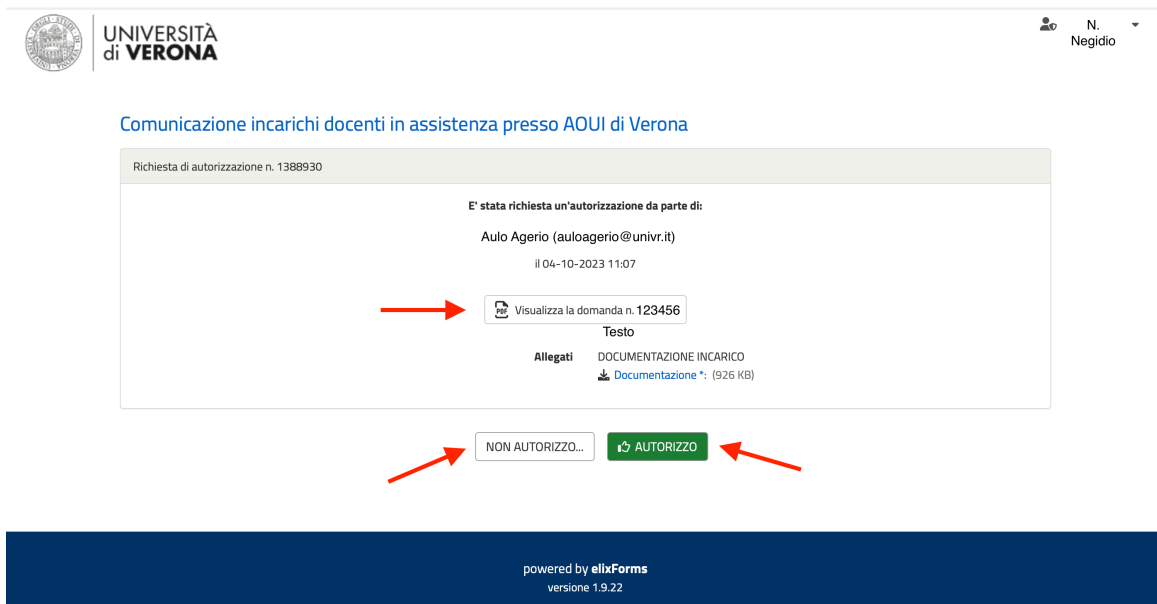 UNIVERSITÀ
di VERONA
N.
Negidio
Comunicazione incarichi docenti in assistenza presso AOUI di Verona
Richiesta di autorizzazione n. 1388930
E' stata richiesta un'autorizzazione da parte di:
Aulo Agerio (auloagerio@univr.it)
il 04-10-2023 11:07
PDF Visualizza la domanda n. 123456
Testo
Allegati DOCUMENTAZIONE INCARICO
Documentazione *: (926 KB)
NON AUTORIZZO... AUTORIZZO
powered by elixForms
versione 1.9.22